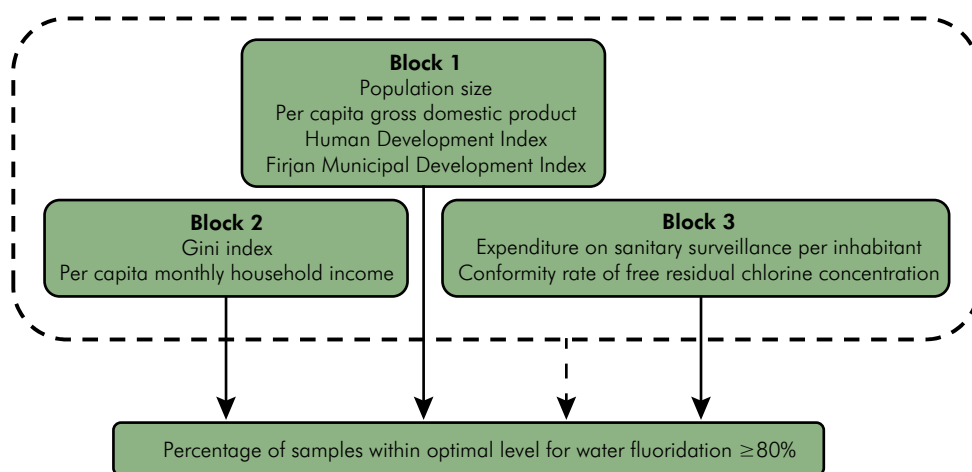 Block 1
Population size
Per capita gross domestic product
Human Development Index
Firjan Municipal Development Index
Block 2
Gini index
Per capita monthly household income
Block 3
Expenditure on sanitary surveillance per inhabitant
Conformity rate of free residual chlorine concentration
Percentage of samples within optimal level for water fluoridation ≥80%